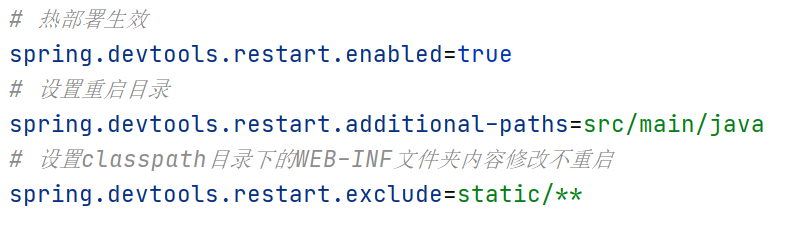 # 热部署生效
spring.devtools.restart.enabled=true
# 设置重启目录
spring.devtools.restart.additional-paths=src/main/java
# 设置classpath目录下的WEB-INF文件夹内容修改不重启
spring.devtools.restart.exclude=static/**